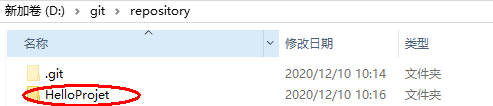 新加卷 (D:) › git › repository
名称 修改日期 类型
.git 2020/12/10 10:14 文件夹
HelloProjet 2020/12/10 10:16 文件夹